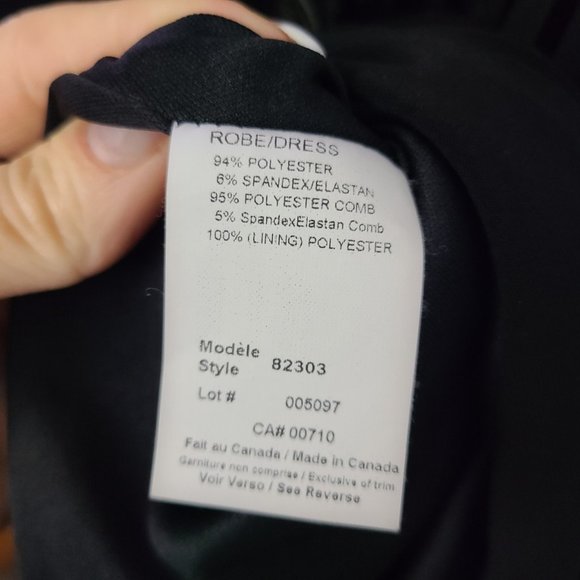 ROBE/DRESS
94% POLYESTER
6% SPANDEX/ELASTAN
95% POLYESTER COMB
5% SpandexElastan Comb
100% (LINING) POLYESTER
Modèle
Style 82303
Lot # 005097
CA# 00710
Fait au Canada / Made in Canada
Garniture non comprise / Exclusive of trim
Voir Verso / See Reverse